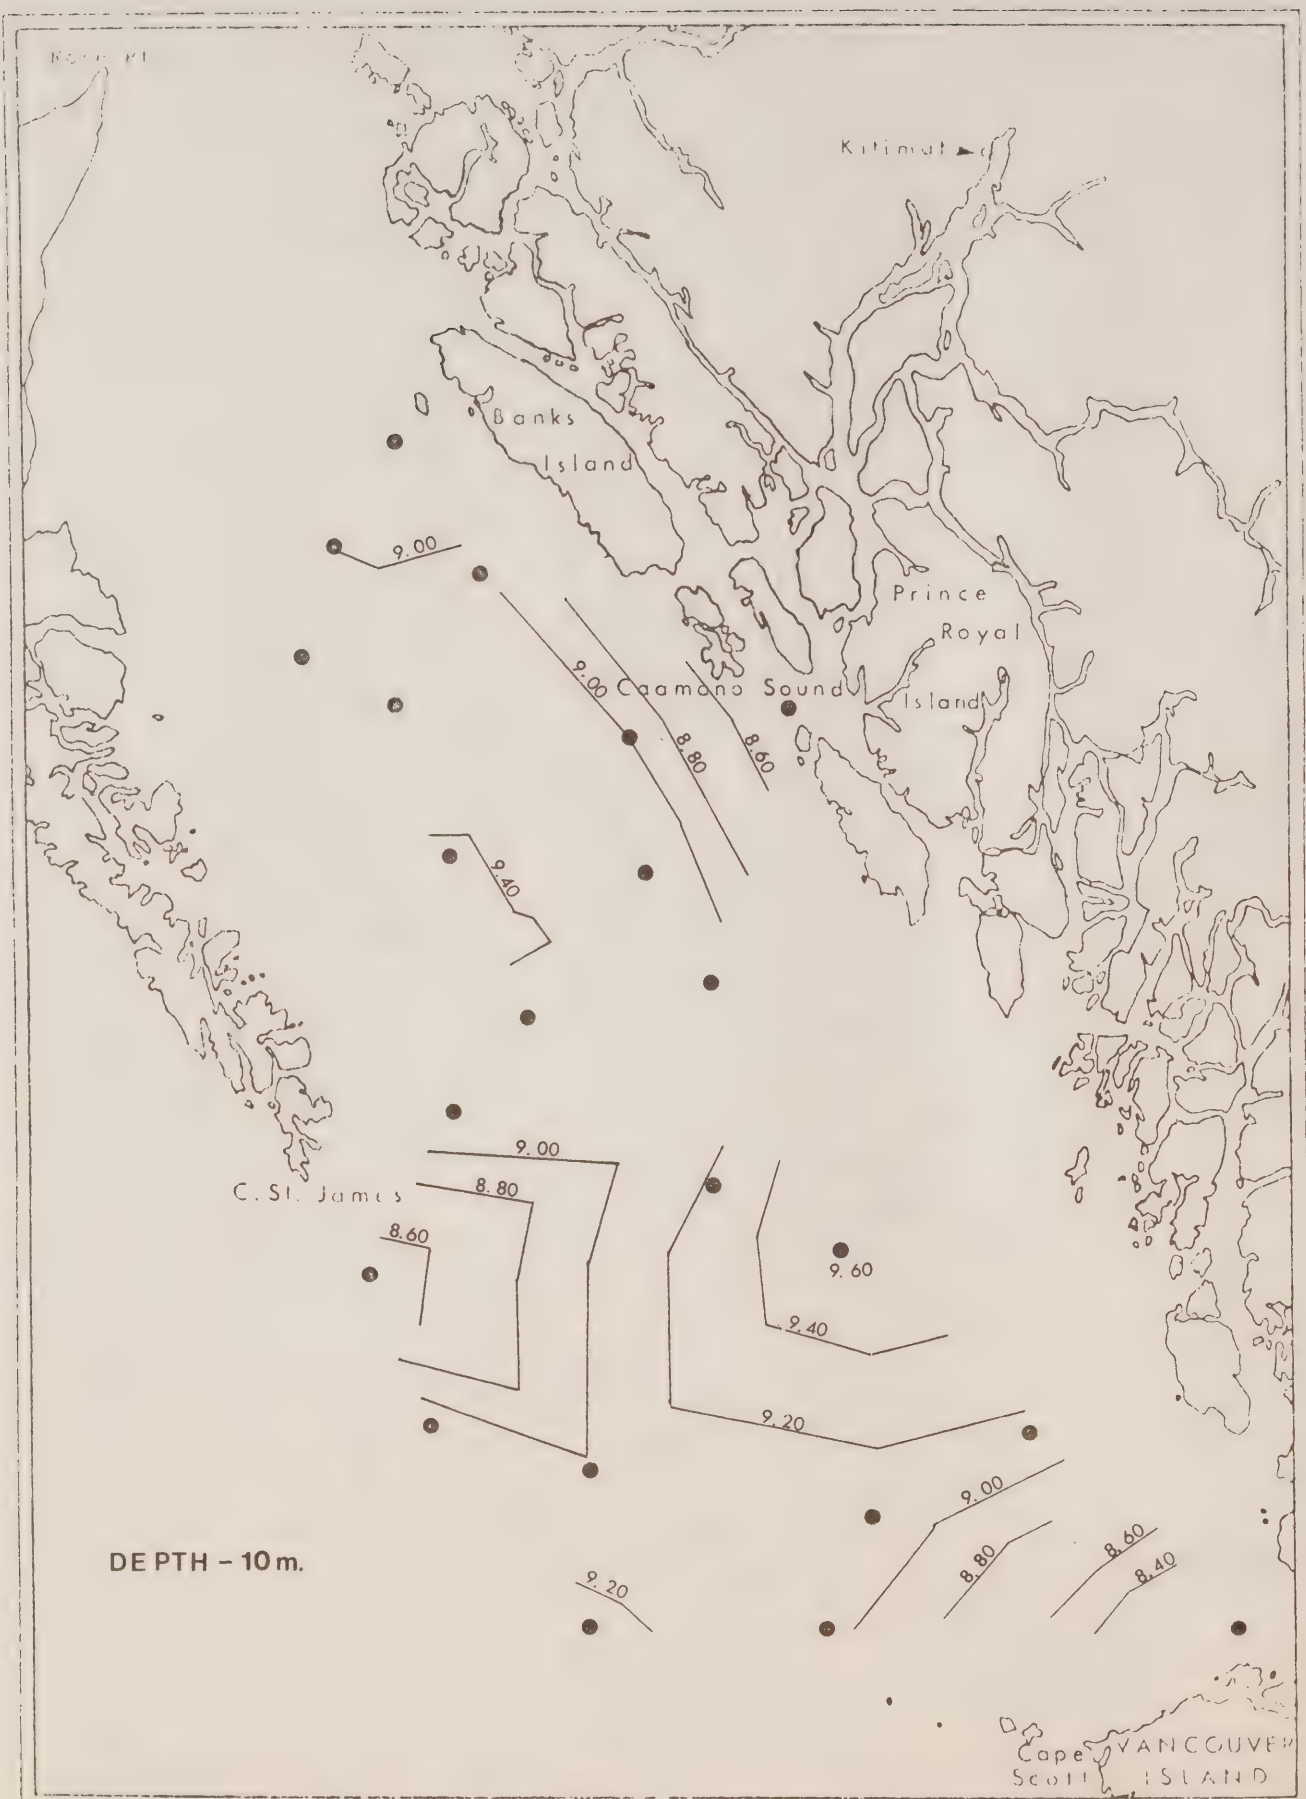 Kitimat
Banks
Island
9.00
Prince
Royal
Island
Caamano Sound
9.00
8.80
8.60
9.40
9.00
8.80
C. St. James
8.60
9.60
9.40
9.20
9.00
8.80
8.60
8.40
9.20
DEPTH - 10 m.
Cape
Scott
VANCOUVER
ISLAND